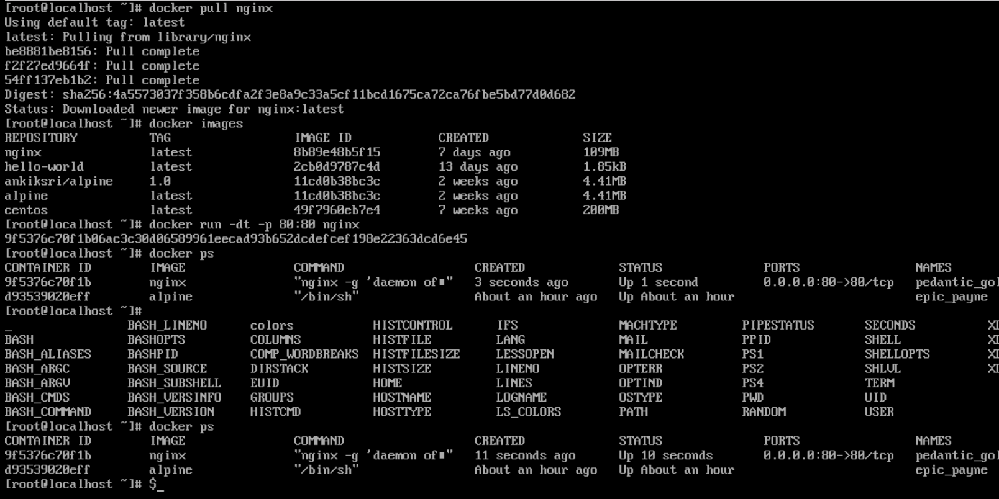 [root@localhost ~]# docker pull nginx
Using default tag: latest
latest: Pulling from library/nginx
be8881be8156: Pull complete
f2f27ed9664f: Pull complete
54ff137eb1b2: Pull complete
Digest: sha256:4a5573037f358b6cdfa2f3e8a9c33a5cf11bcd1675ca72ca76fbe5bd77d0d682
Status: Downloaded newer image for nginx:latest
[root@localhost ~]# docker images
REPOSITORY TAG IMAGE ID CREATED SIZE
nginx latest 8b89e48b5f15 7 days ago 109MB
hello-world latest 2cb0d9787c4d 13 days ago 1.85kB
ankiksri/alpine 1.0 11cd0b38bc3c 2 weeks ago 4.41MB
alpine latest 11cd0b38bc3c 2 weeks ago 4.41MB
centos latest 49f7960eb7e4 7 weeks ago 200MB
[root@localhost ~]# docker run -dt -p 80:80 nginx
9f5376c70f1b06ac3c30d06589961eecad93b652dcdefcef198e22363dcd6e45
[root@localhost ~]# docker ps
CONTAINER ID IMAGE COMMAND CREATED STATUS PORTS NAMES
9f5376c70f1b nginx "nginx -g 'daemon of■" 3 seconds ago Up 1 second 0.0.0.0:80->80/tcp pedantic_gol
d93539020eff alpine "/bin/sh" About an hour ago Up About an hour epic_payne
[root@localhost ~]#
_ BASH_LINENO colors HISTCONTROL IFS MACHTYPE PIPESTATUS SECONDS XD
BASH BASHOPTS COLUMNS HISTFILE LANG MAIL PPID SHELL XD
BASH_ALIASES BASHPID COMP_WORDBREAKS HISTFILESIZE LESSOPEN MAILCHECK PS1 SHELLOPTS XD
BASH_ARGC BASH_SOURCE DIRSTACK HISTSIZE LINENO OPTERR PS2 SHLVL XD
BASH_ARGV BASH_SUBSHELL EUID HOME LINES OPTIND PS4 TERM
BASH_CMDS BASH_VERSINFO GROUPS HOSTNAME LOGNAME OSTYPE PWD UID
BASH_COMMAND BASH_VERSION HISTCMD HOSTTYPE LS_COLORS PATH RANDOM USER
[root@localhost ~]# docker ps
CONTAINER ID IMAGE COMMAND CREATED STATUS PORTS NAMES
9f5376c70f1b nginx "nginx -g 'daemon of■" 11 seconds ago Up 10 seconds 0.0.0.0:80->80/tcp pedantic_gol
d93539020eff alpine "/bin/sh" About an hour ago Up About an hour epic_payne
[root@localhost ~]# $_